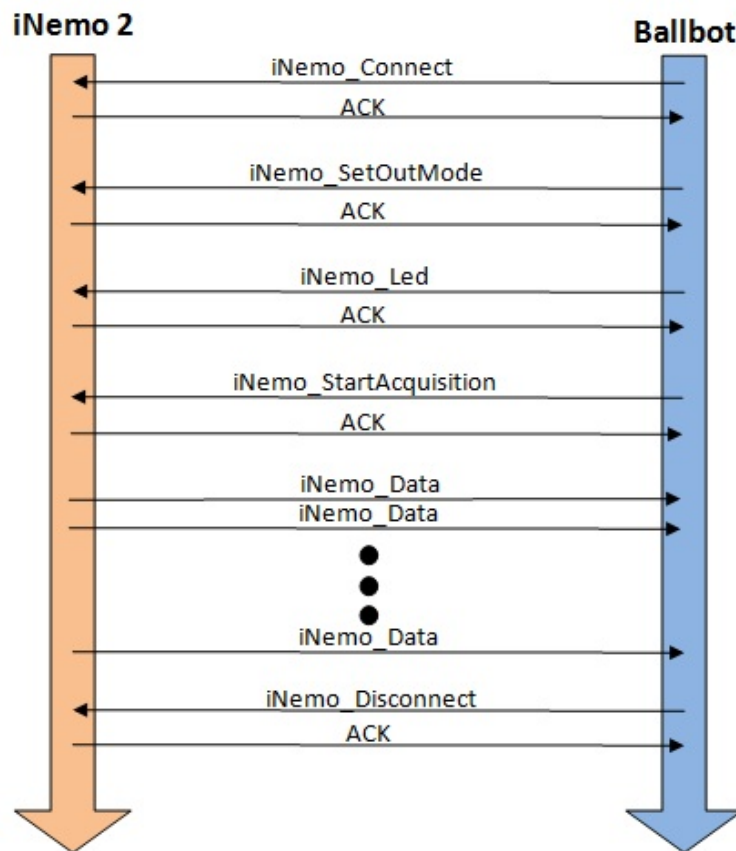 iNemo 2
Ballbot
iNemo_Connect
ACK
iNemo_SetOutMode
ACK
iNemo_Led
ACK
iNemo_StartAcquisition
ACK
iNemo_Data
iNemo_Data
iNemo_Data
iNemo_Disconnect
ACK